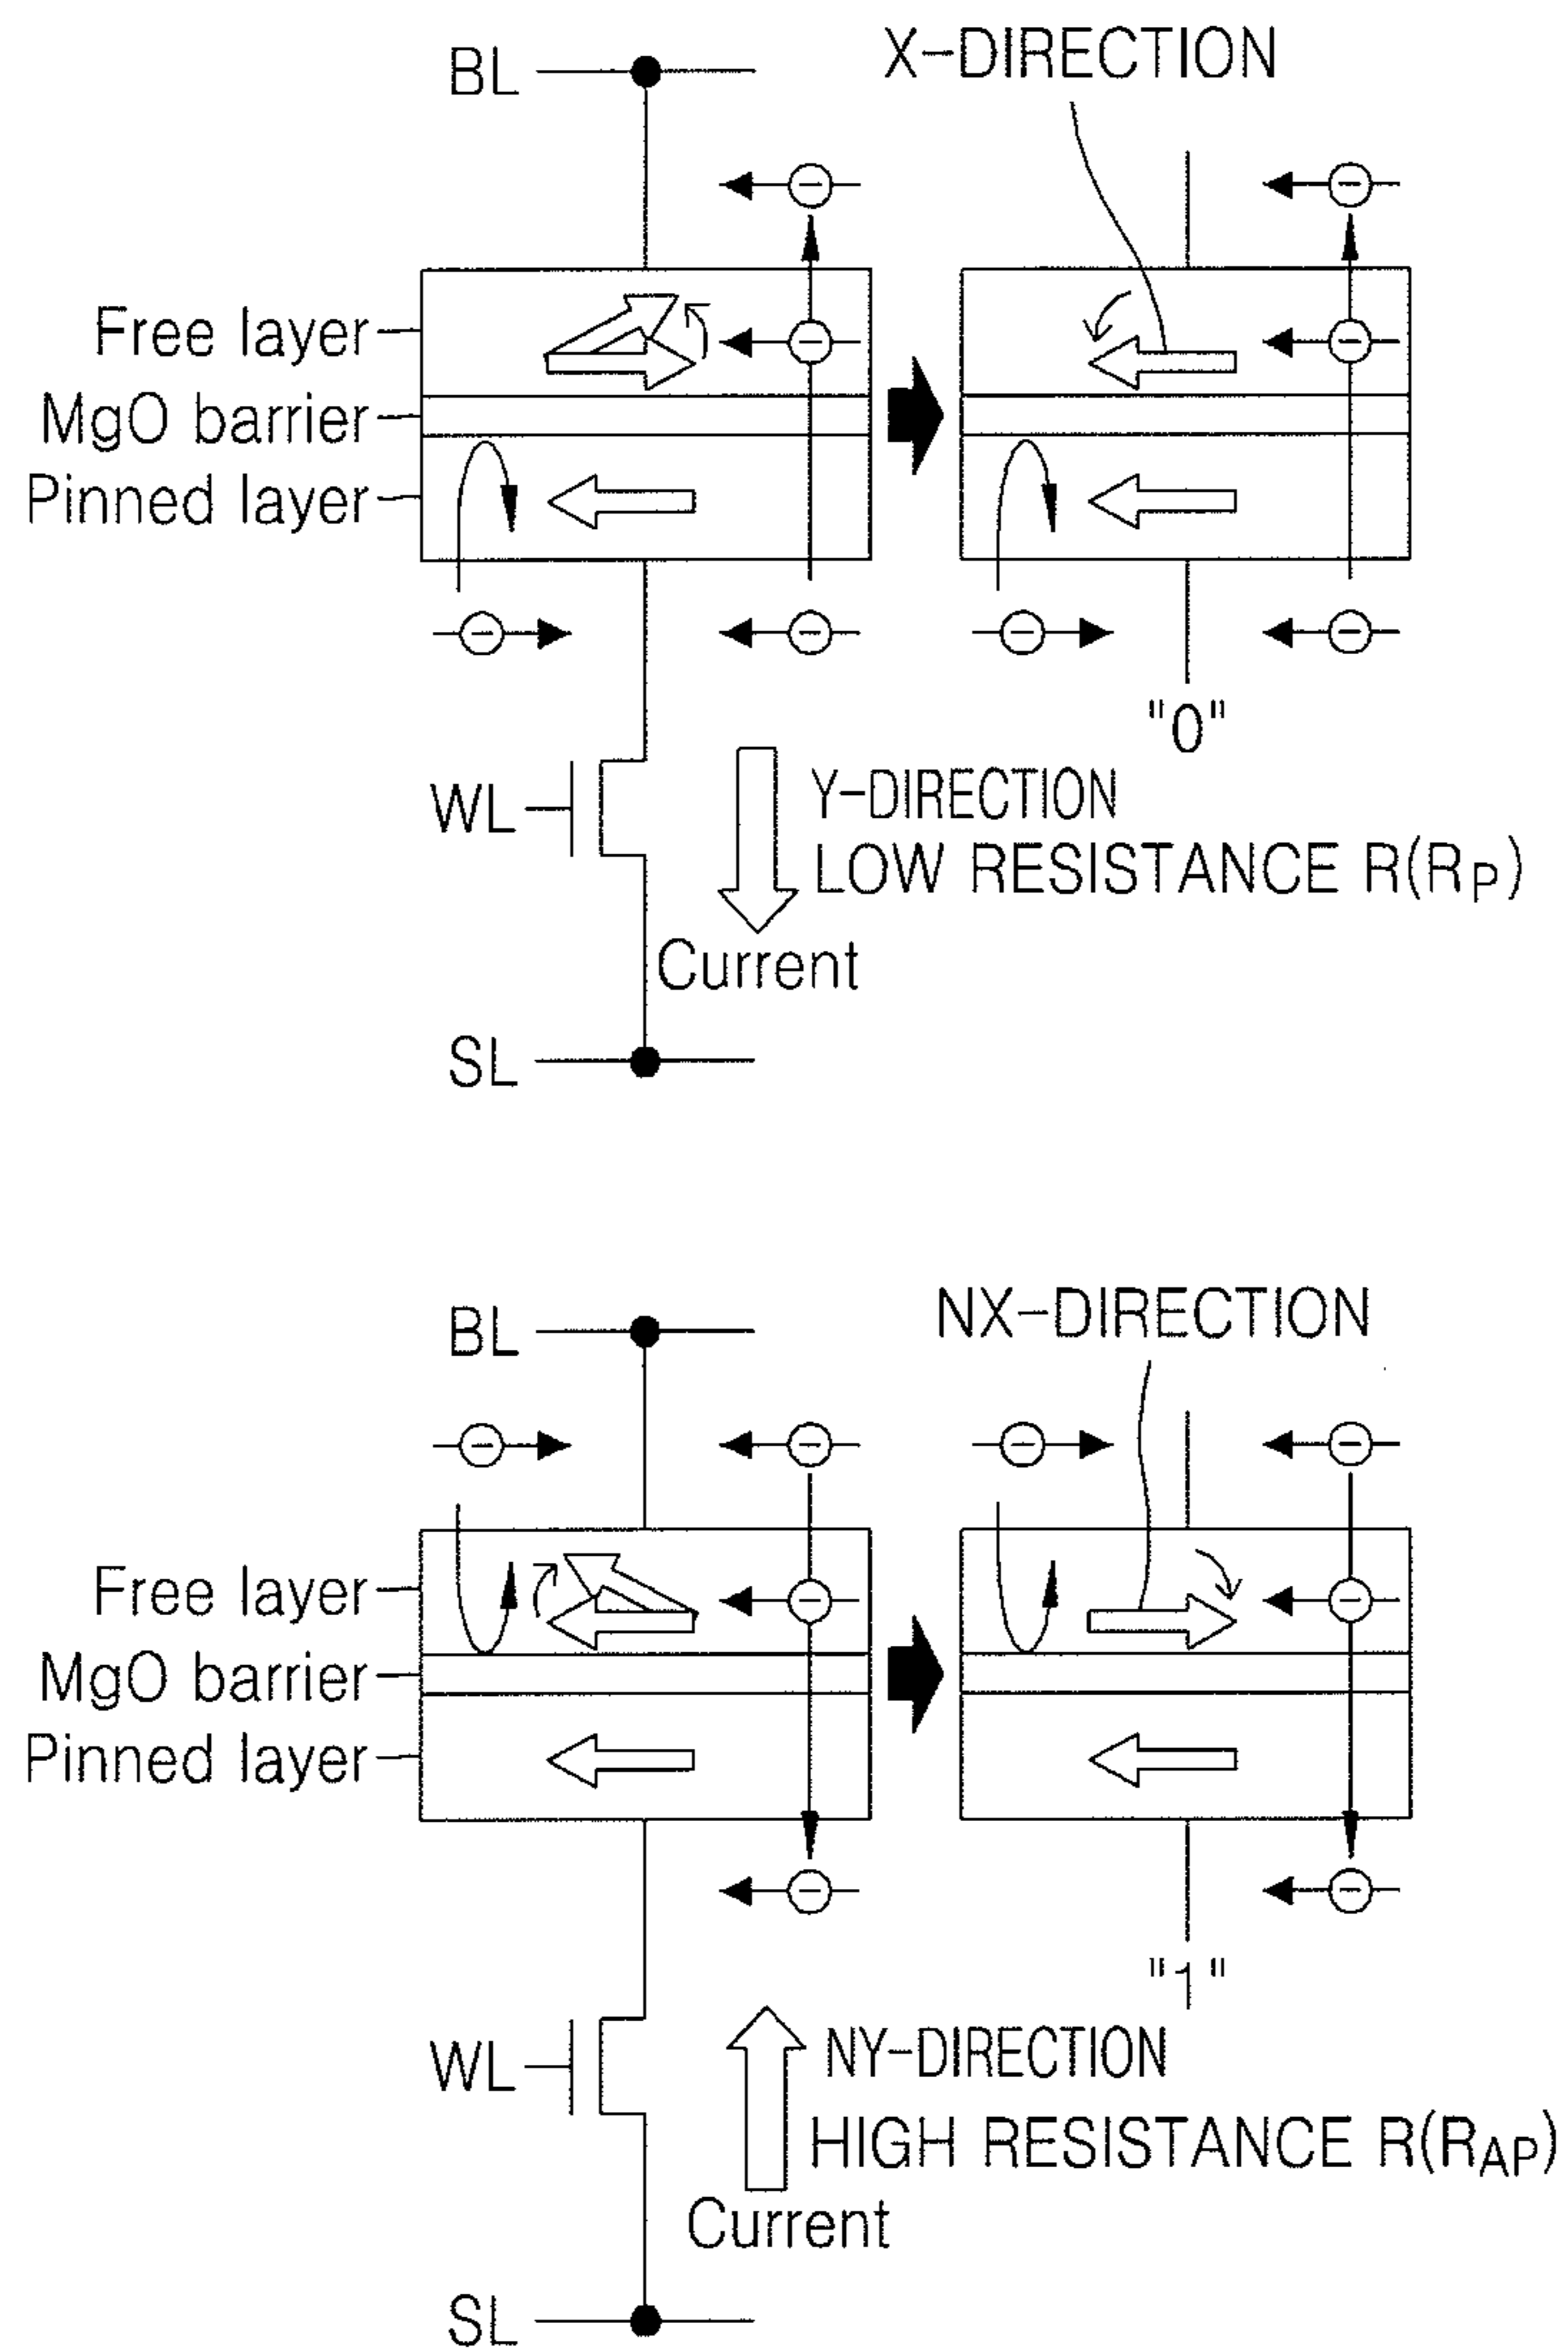 BL
X-DIRECTION
Free layer
MgO barrier
Pinned layer
"0"
WL
Y-DIRECTION
LOW RESISTANCE R(RP)
Current
SL
BL
NX-DIRECTION
Free layer
MgO barrier
Pinned layer
"1"
WL
NY-DIRECTION
HIGH RESISTANCE R(RAP)
Current
SL